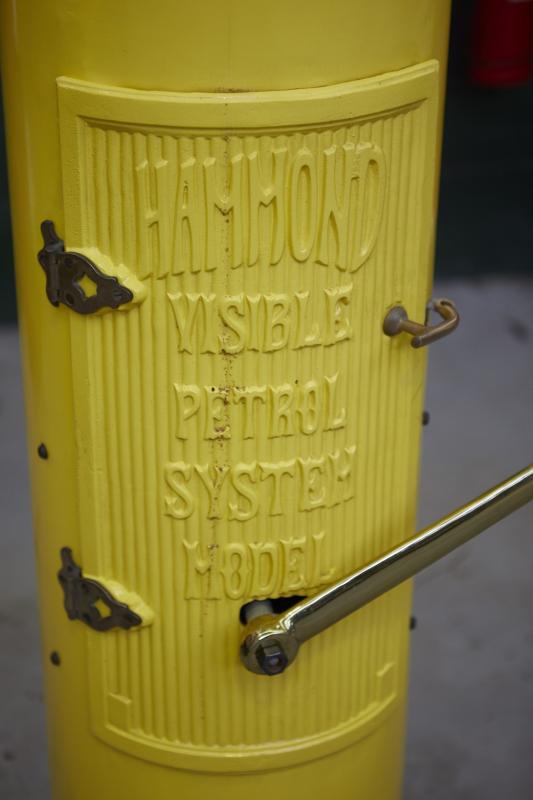 HAMMOND
VISIBLE
PETROL
SYSTEM
MODEL